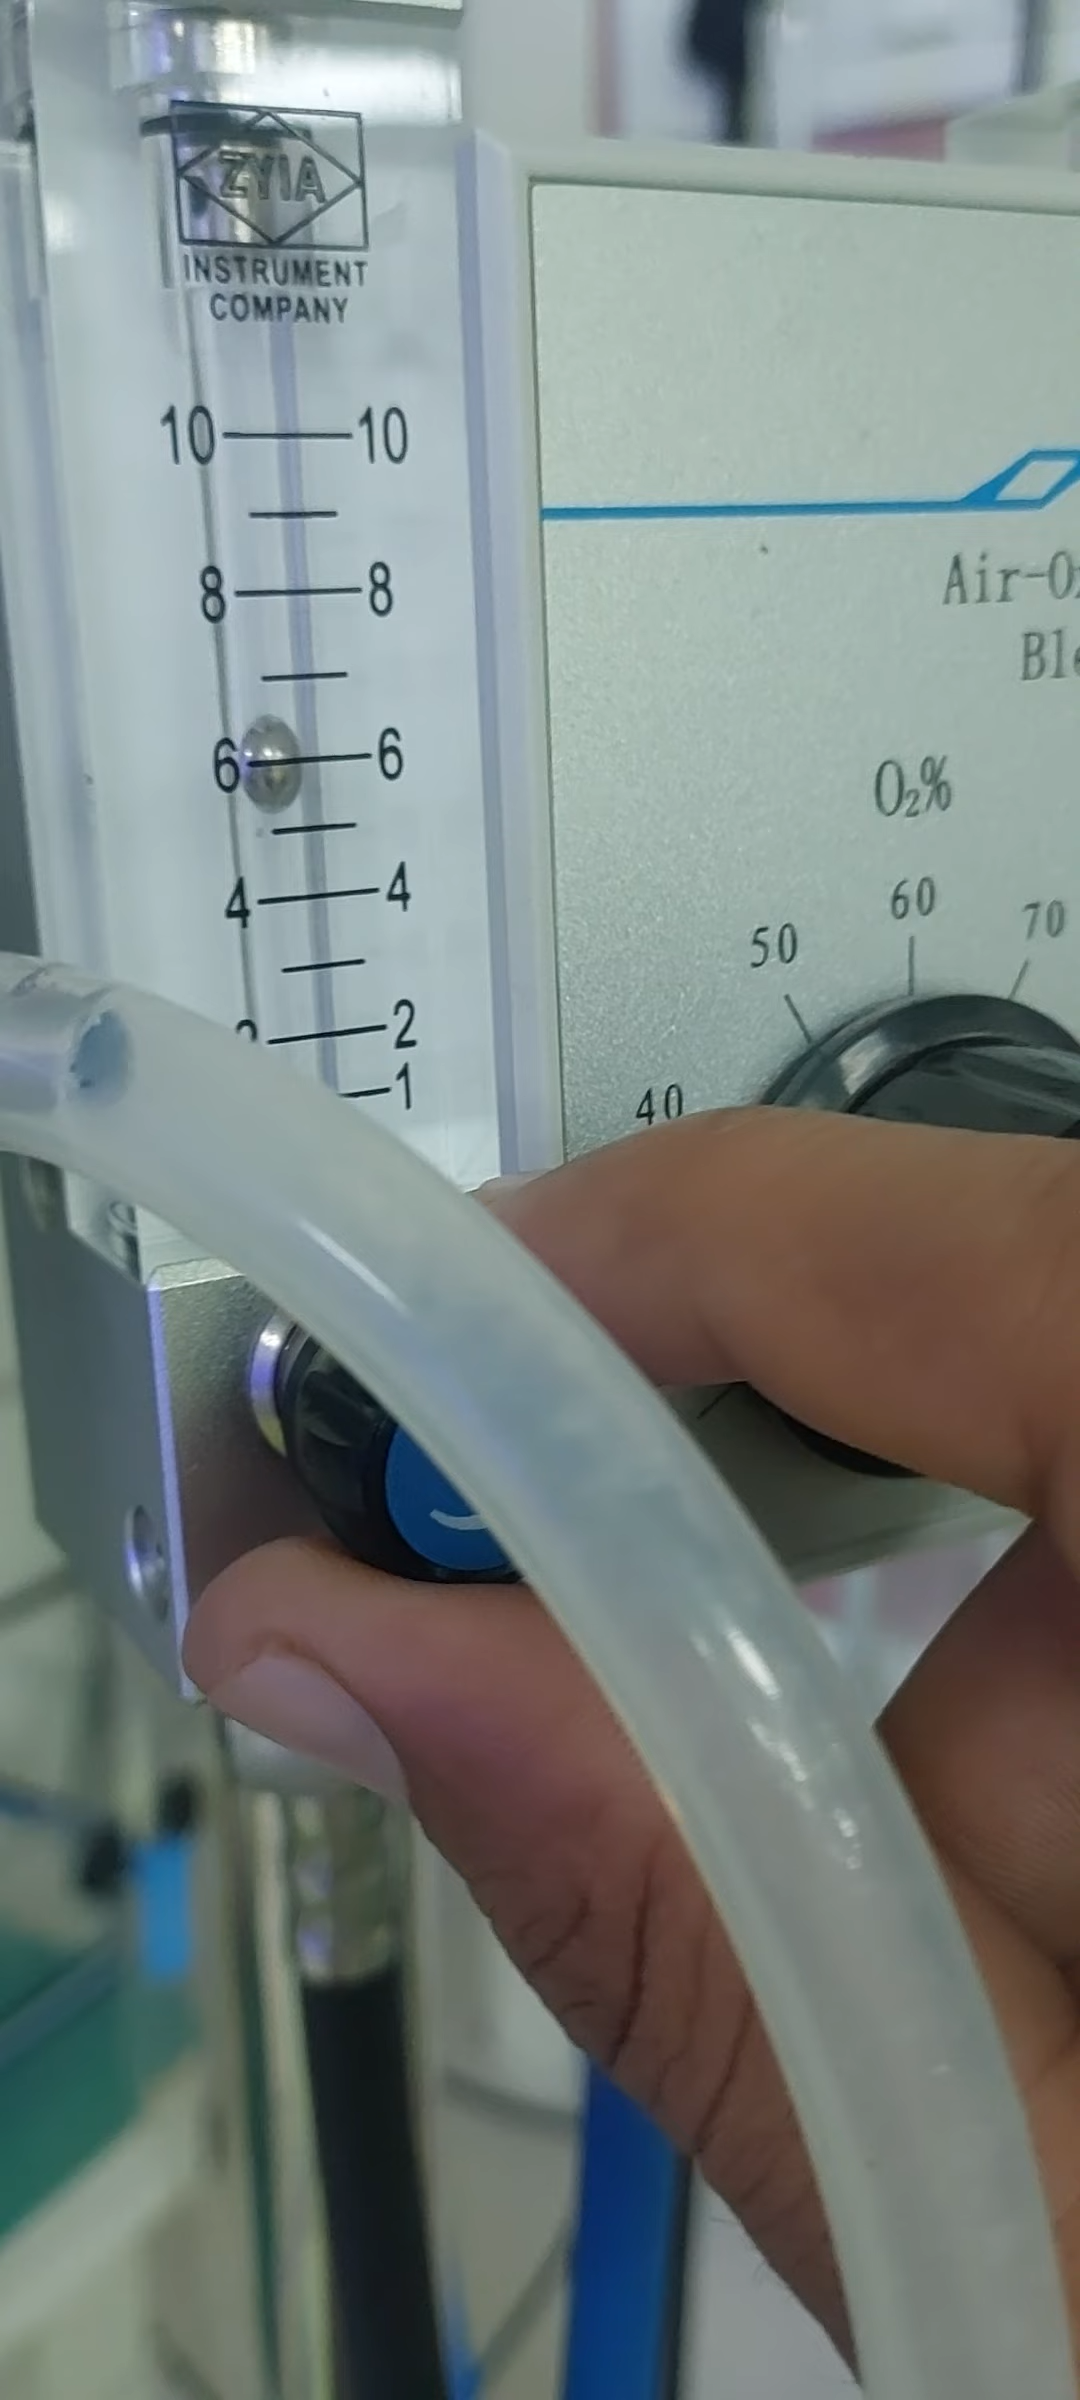 ZYIA
INSTRUMENT
COMPANY
10 10
8 8
6 6
4 4
2
1
Air-O
Ble
O₂%
50 60 70
40